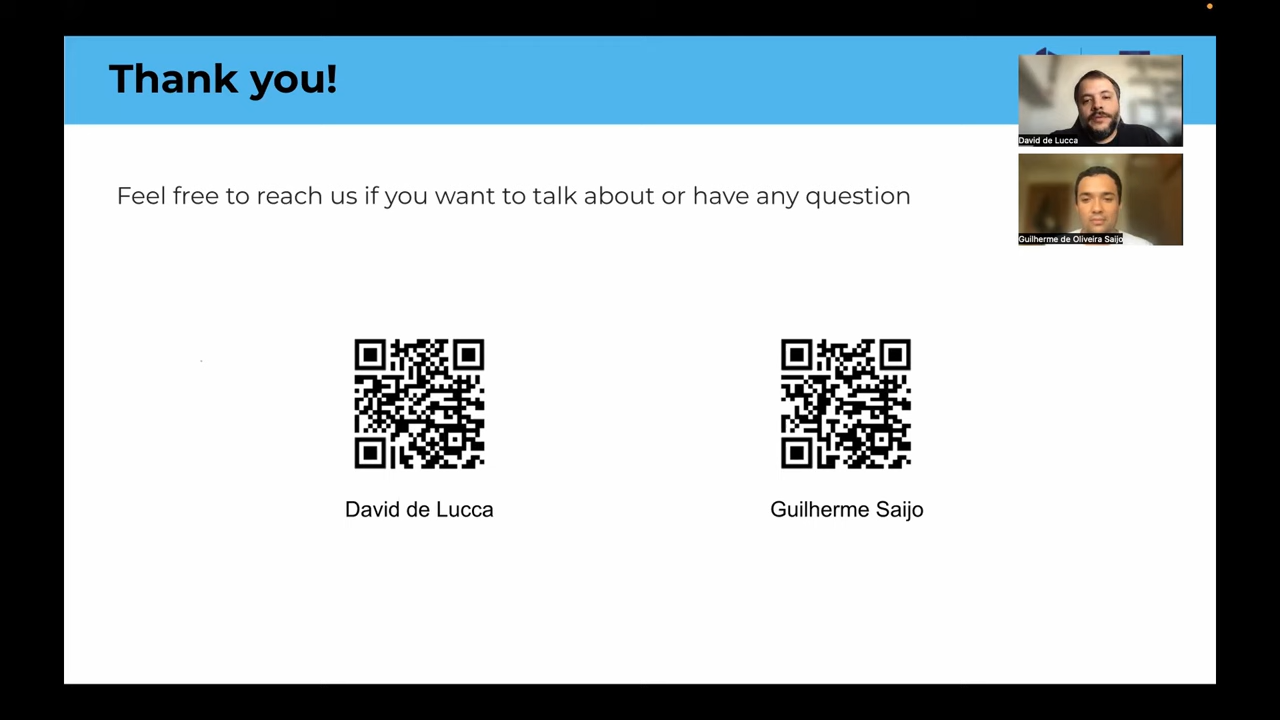 Thank you!
David de Lucca
Feel free to reach us if you want to talk about or have any question
Guilherme de Oliveira Saijo
David de Lucca
Guilherme Saijo